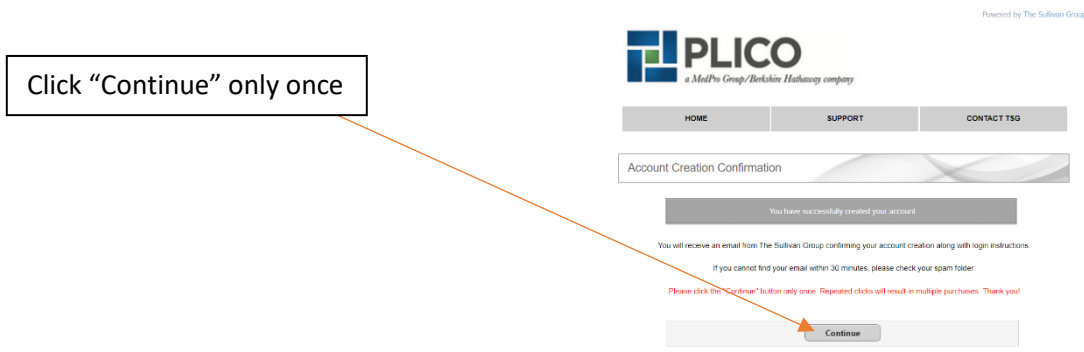 Powered by The Sullivan Group
PLICO
a MedPro Group/Berkshire Hathaway company
Click “Continue” only once
HOME SUPPORT CONTACT TSG
Account Creation Confirmation
You have successfully created your account
You will receive an email from The Sullivan Group confirming your account creation along with login instructions.
If you cannot find your email within 30 minutes, please check your spam folder.
Please click the "Continue" button only once. Repeated clicks will result in multiple purchases. Thank you!
Continue